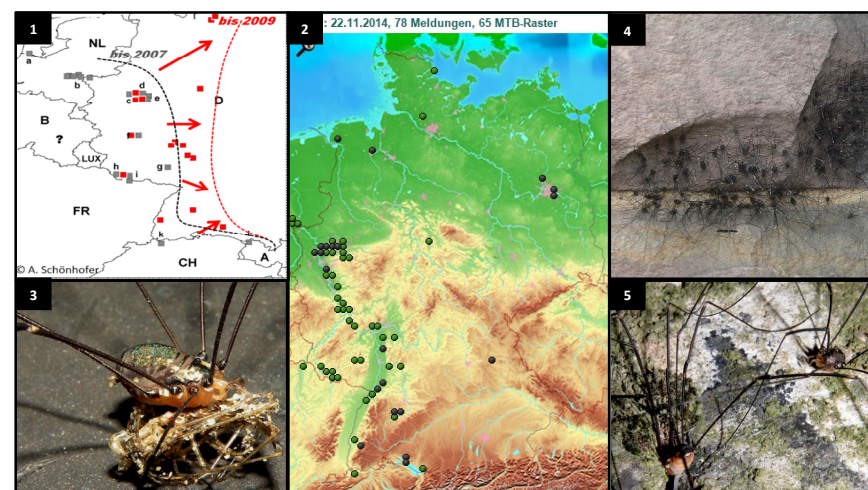 1
bis 2009
NL
bis 2007
a
b
d
c
e
D
B
?
f
LUX
h
i
g
FR
k
CH
A
© A. Schönhofer
2
: 22.11.2014, 78 Meldungen, 65 MTB-Raster
4
3
5